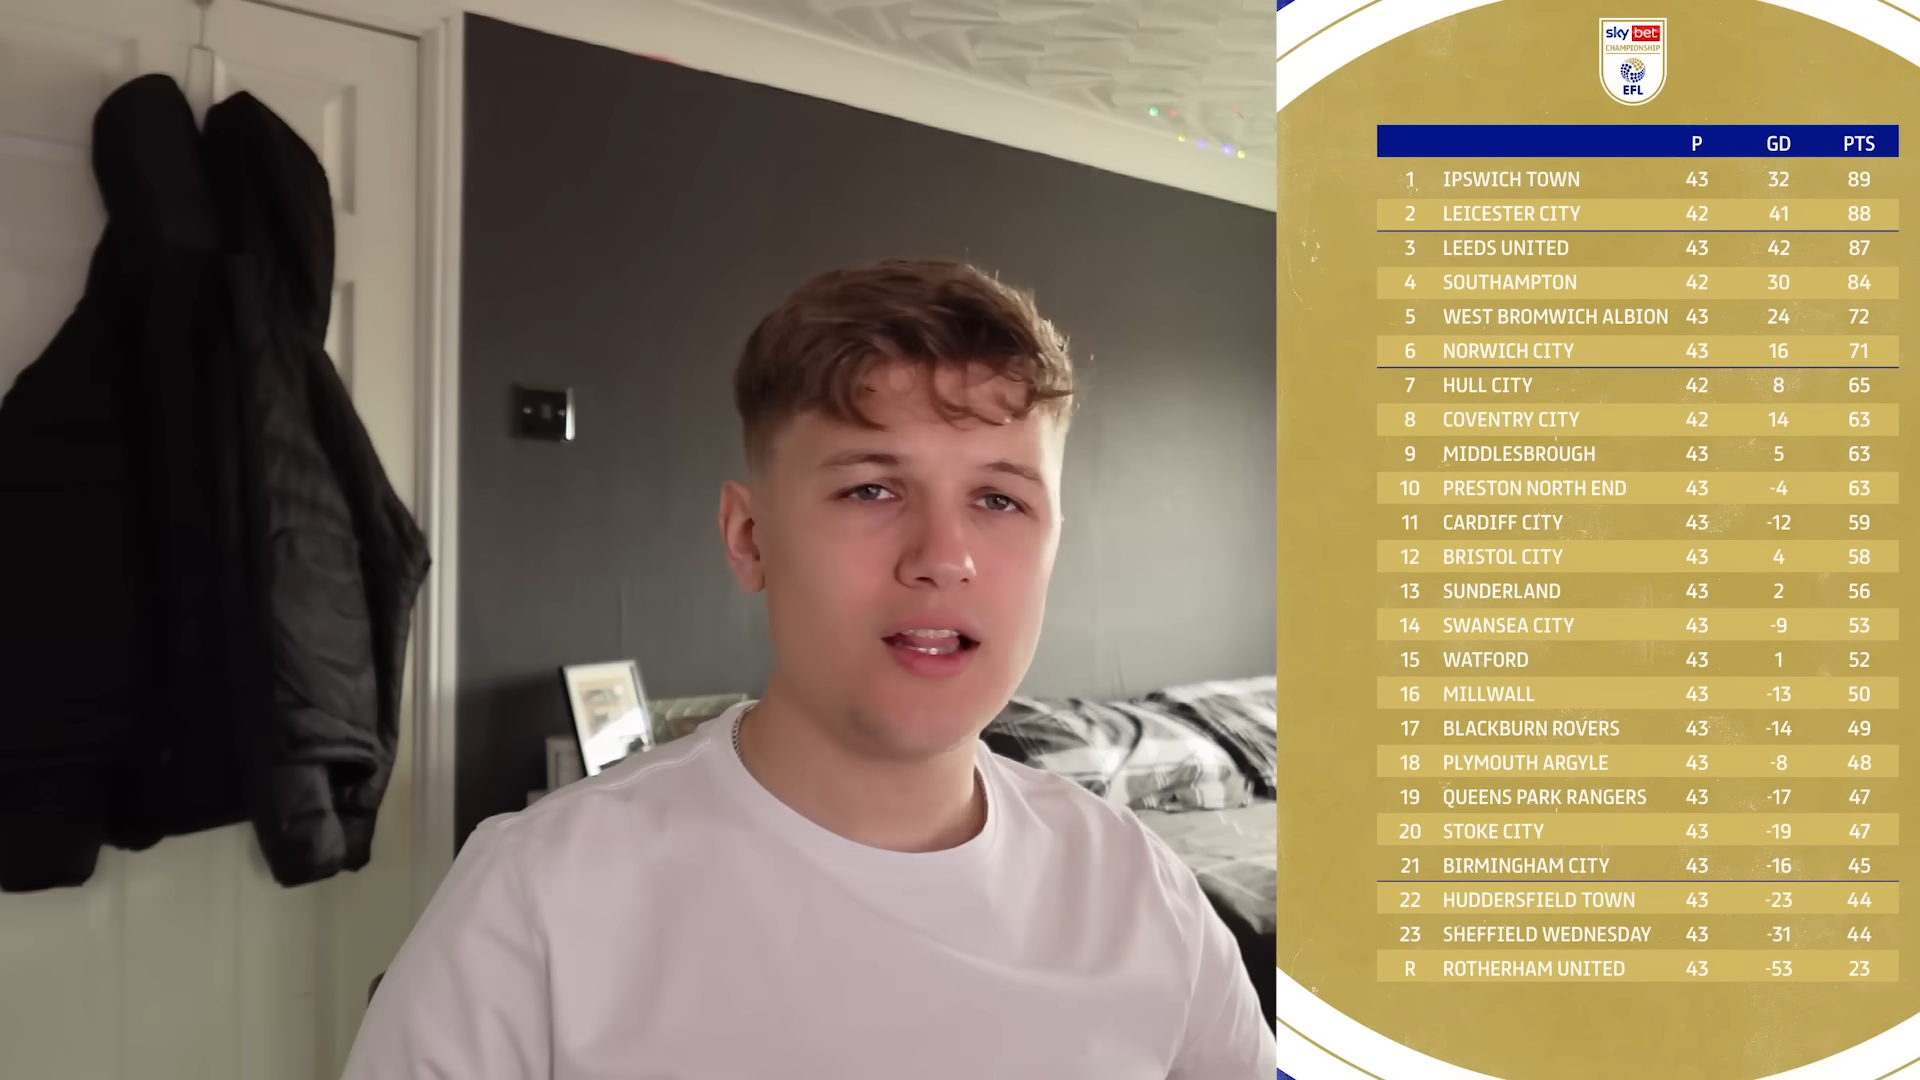 sky bet
CHAMPIONSHIP
EFL
P GD PTS
1 IPSWICH TOWN 43 32 89
2 LEICESTER CITY 42 41 88
3 LEEDS UNITED 43 42 87
4 SOUTHAMPTON 42 30 84
5 WEST BROMWICH ALBION 43 24 72
6 NORWICH CITY 43 16 71
7 HULL CITY 42 8 65
8 COVENTRY CITY 42 14 63
9 MIDDLESBROUGH 43 5 63
10 PRESTON NORTH END 43 -4 63
11 CARDIFF CITY 43 -12 59
12 BRISTOL CITY 43 4 58
13 SUNDERLAND 43 2 56
14 SWANSEA CITY 43 -9 53
15 WATFORD 43 1 52
16 MILLWALL 43 -13 50
17 BLACKBURN ROVERS 43 -14 49
18 PLYMOUTH ARGYLE 43 -8 48
19 QUEENS PARK RANGERS 43 -17 47
20 STOKE CITY 43 -19 47
21 BIRMINGHAM CITY 43 -16 45
22 HUDDERSFIELD TOWN 43 -23 44
23 SHEFFIELD WEDNESDAY 43 -31 44
R ROTHERHAM UNITED 43 -53 23